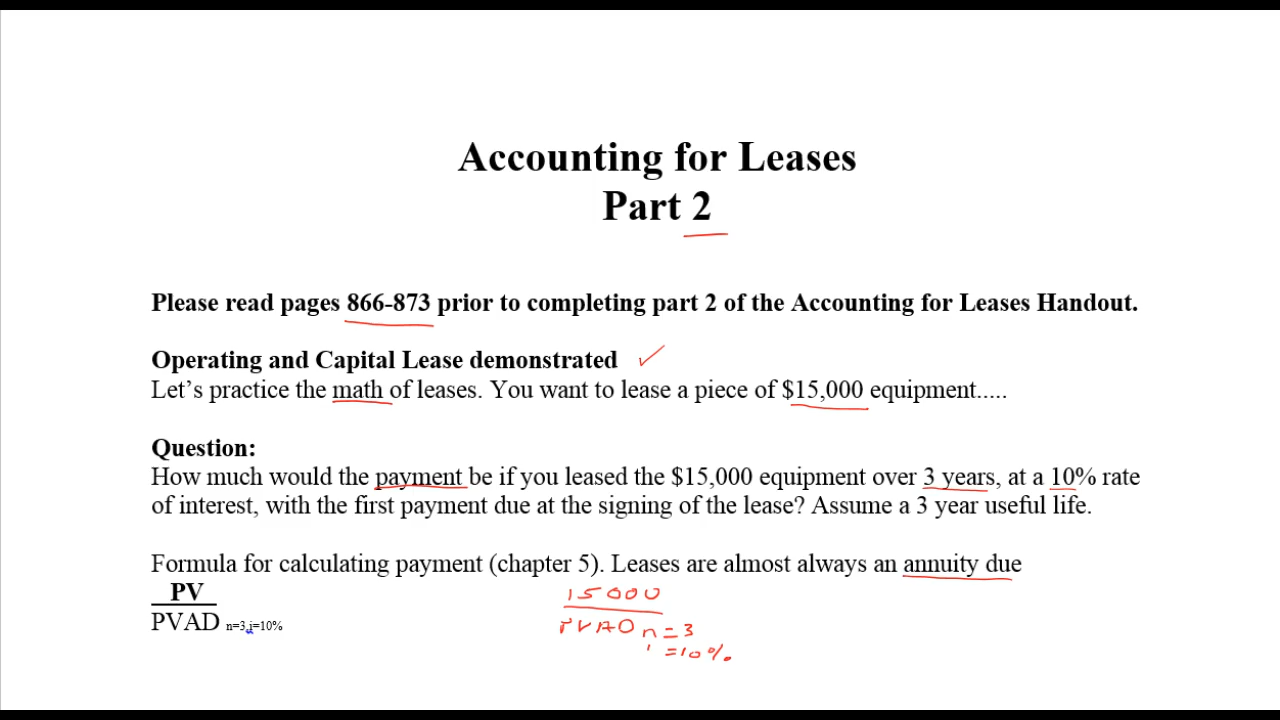 Accounting for Leases
Part 2
Please read pages 866-873 prior to completing part 2 of the Accounting for Leases Handout.
Operating and Capital Lease demonstrated
Let’s practice the math of leases. You want to lease a piece of $15,000 equipment.....
Question:
How much would the payment be if you leased the $15,000 equipment over 3 years, at a 10% rate
of interest, with the first payment due at the signing of the lease? Assume a 3 year useful life.
Formula for calculating payment (chapter 5). Leases are almost always an annuity due
PV
PVAD n=3,i=10%
15000
PVAD n=3
i=10%